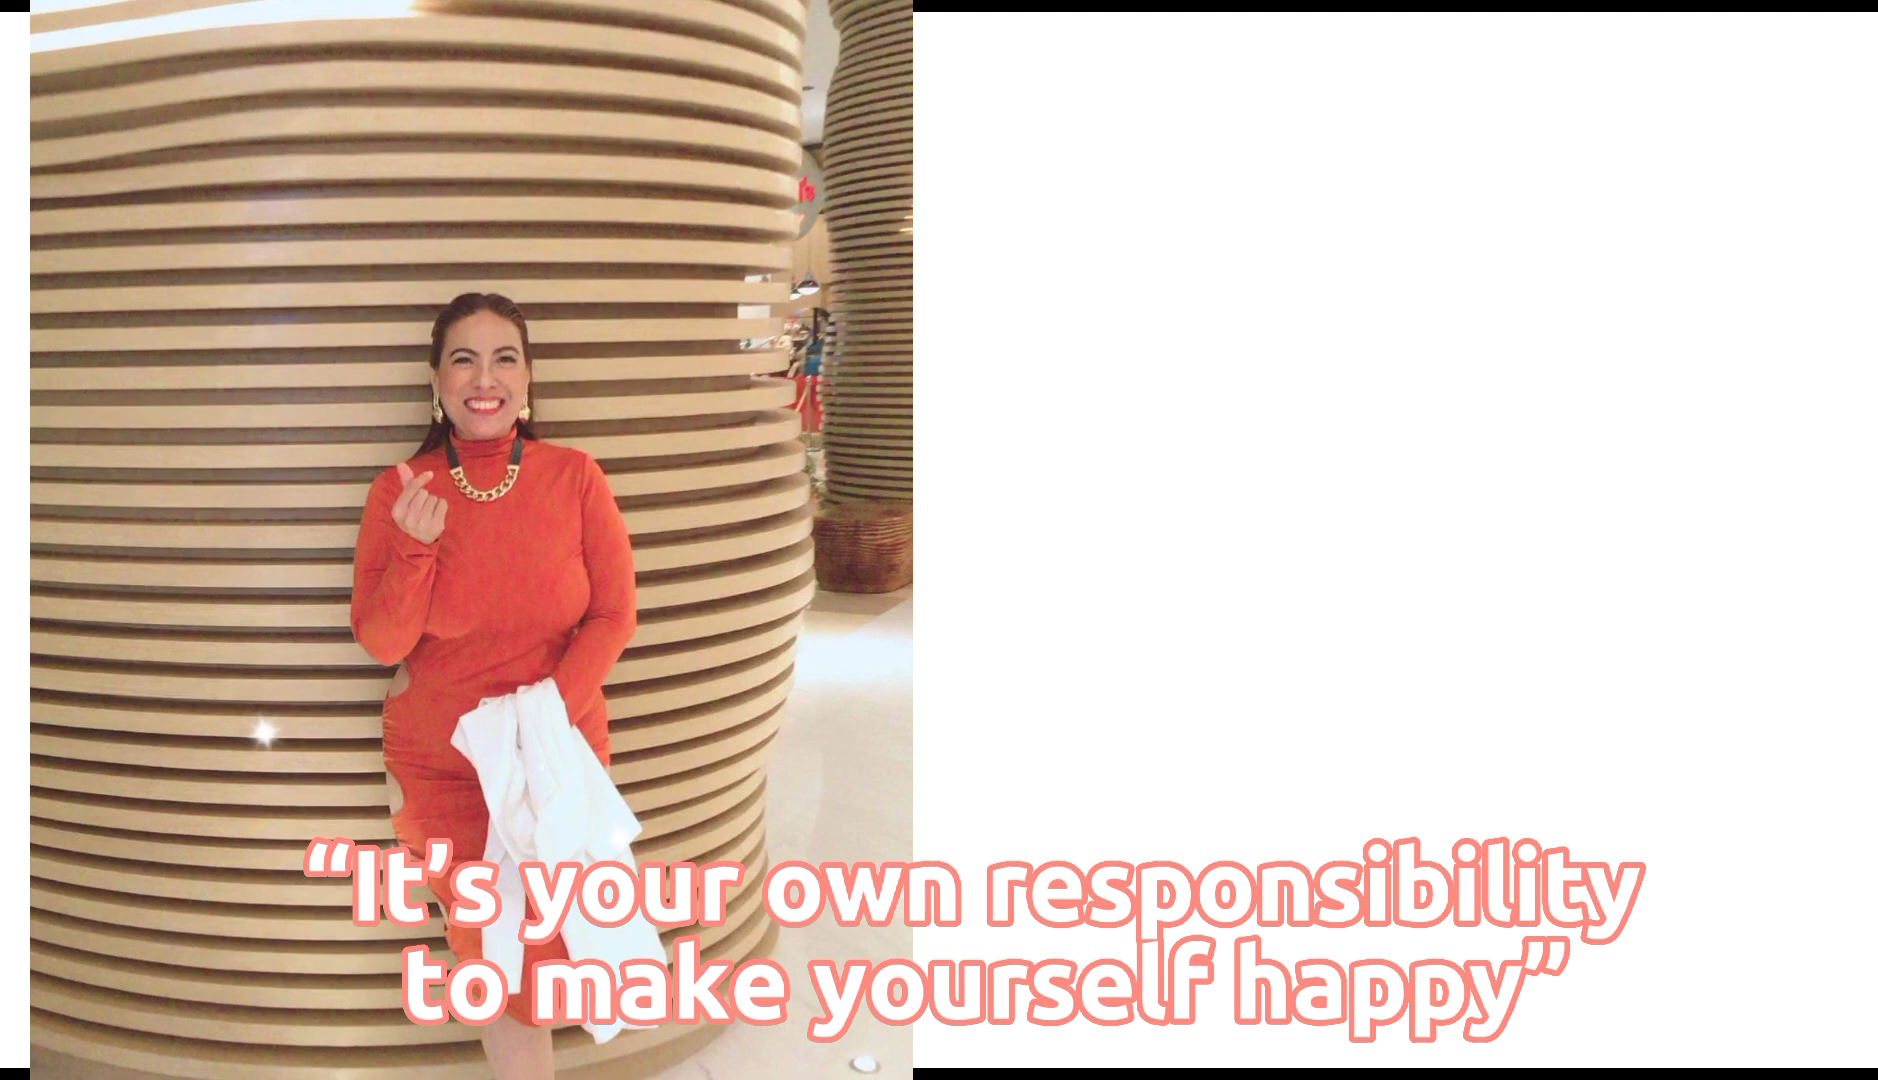 “It’s your own responsibility
to make yourself happy”